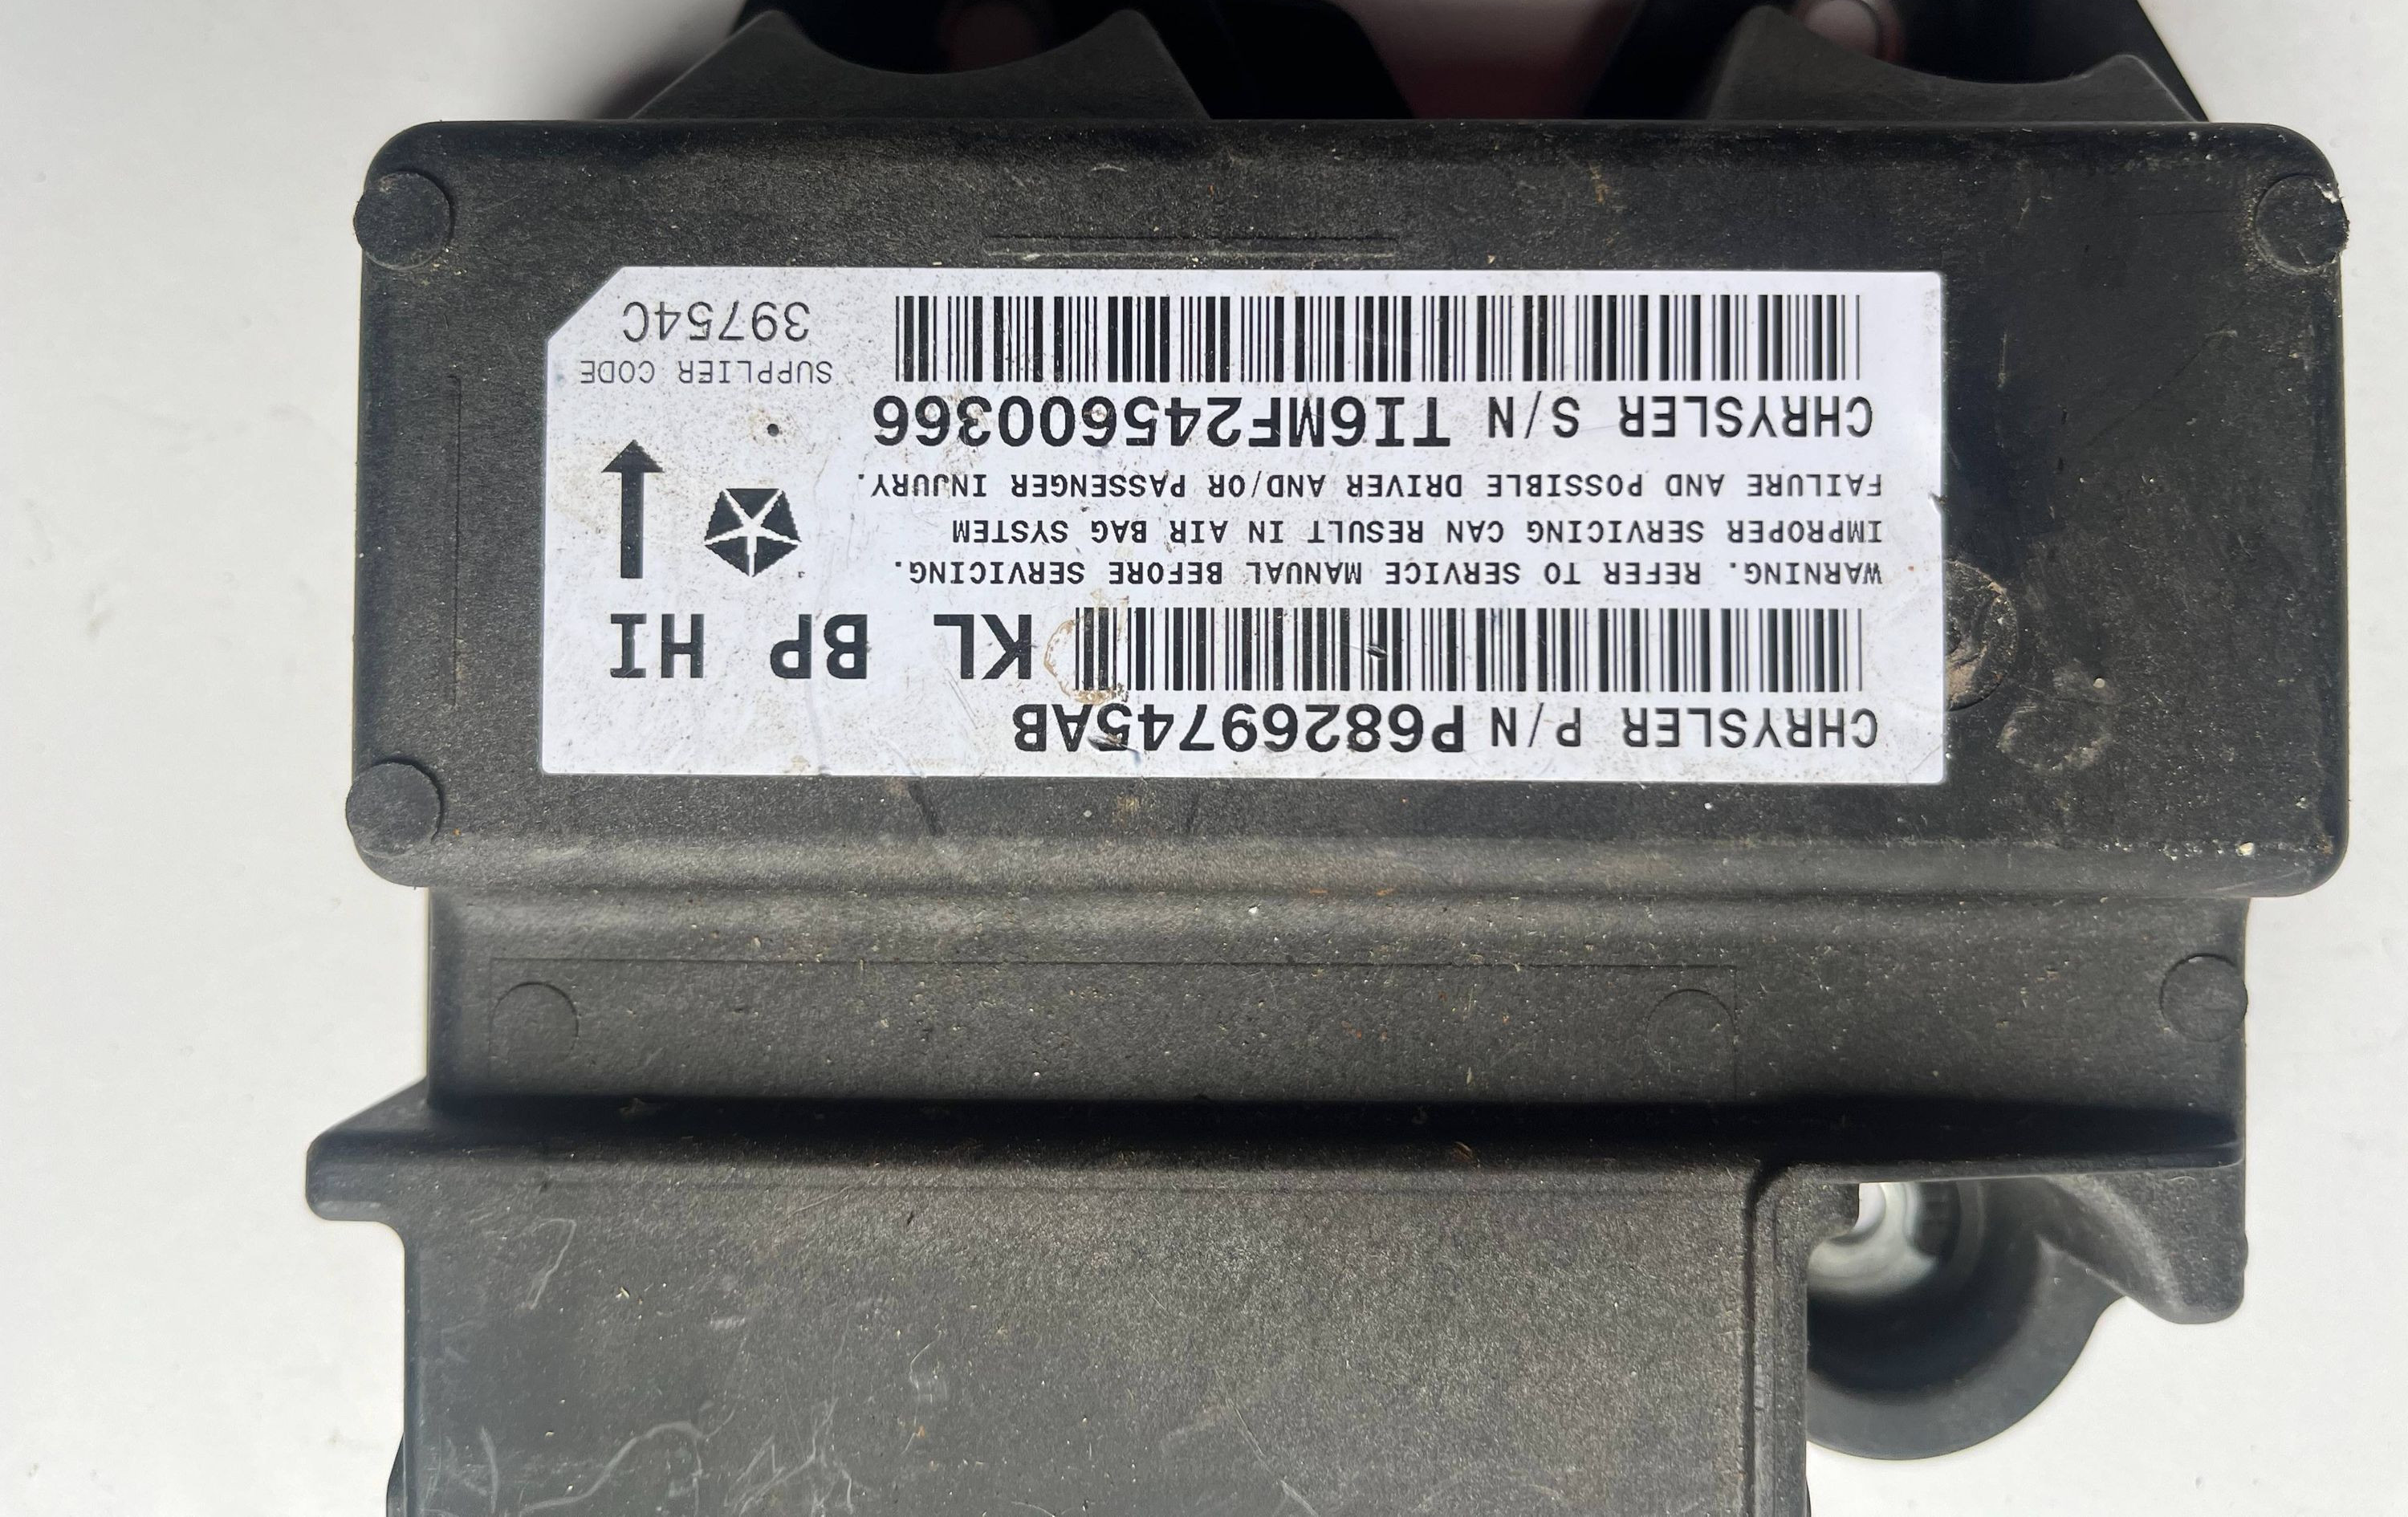 CHRYSLER P/N P68269745AB
KL BP HI
WARNING. REFER TO SERVICE MANUAL BEFORE SERVICING.
IMPROPER SERVICING CAN RESULT IN AIR BAG SYSTEM
FAILURE AND POSSIBLE DRIVER AND/OR PASSENGER INJURY.
CHRYSLER S/N TI6MF245600366
SUPPLIER CODE
39754C